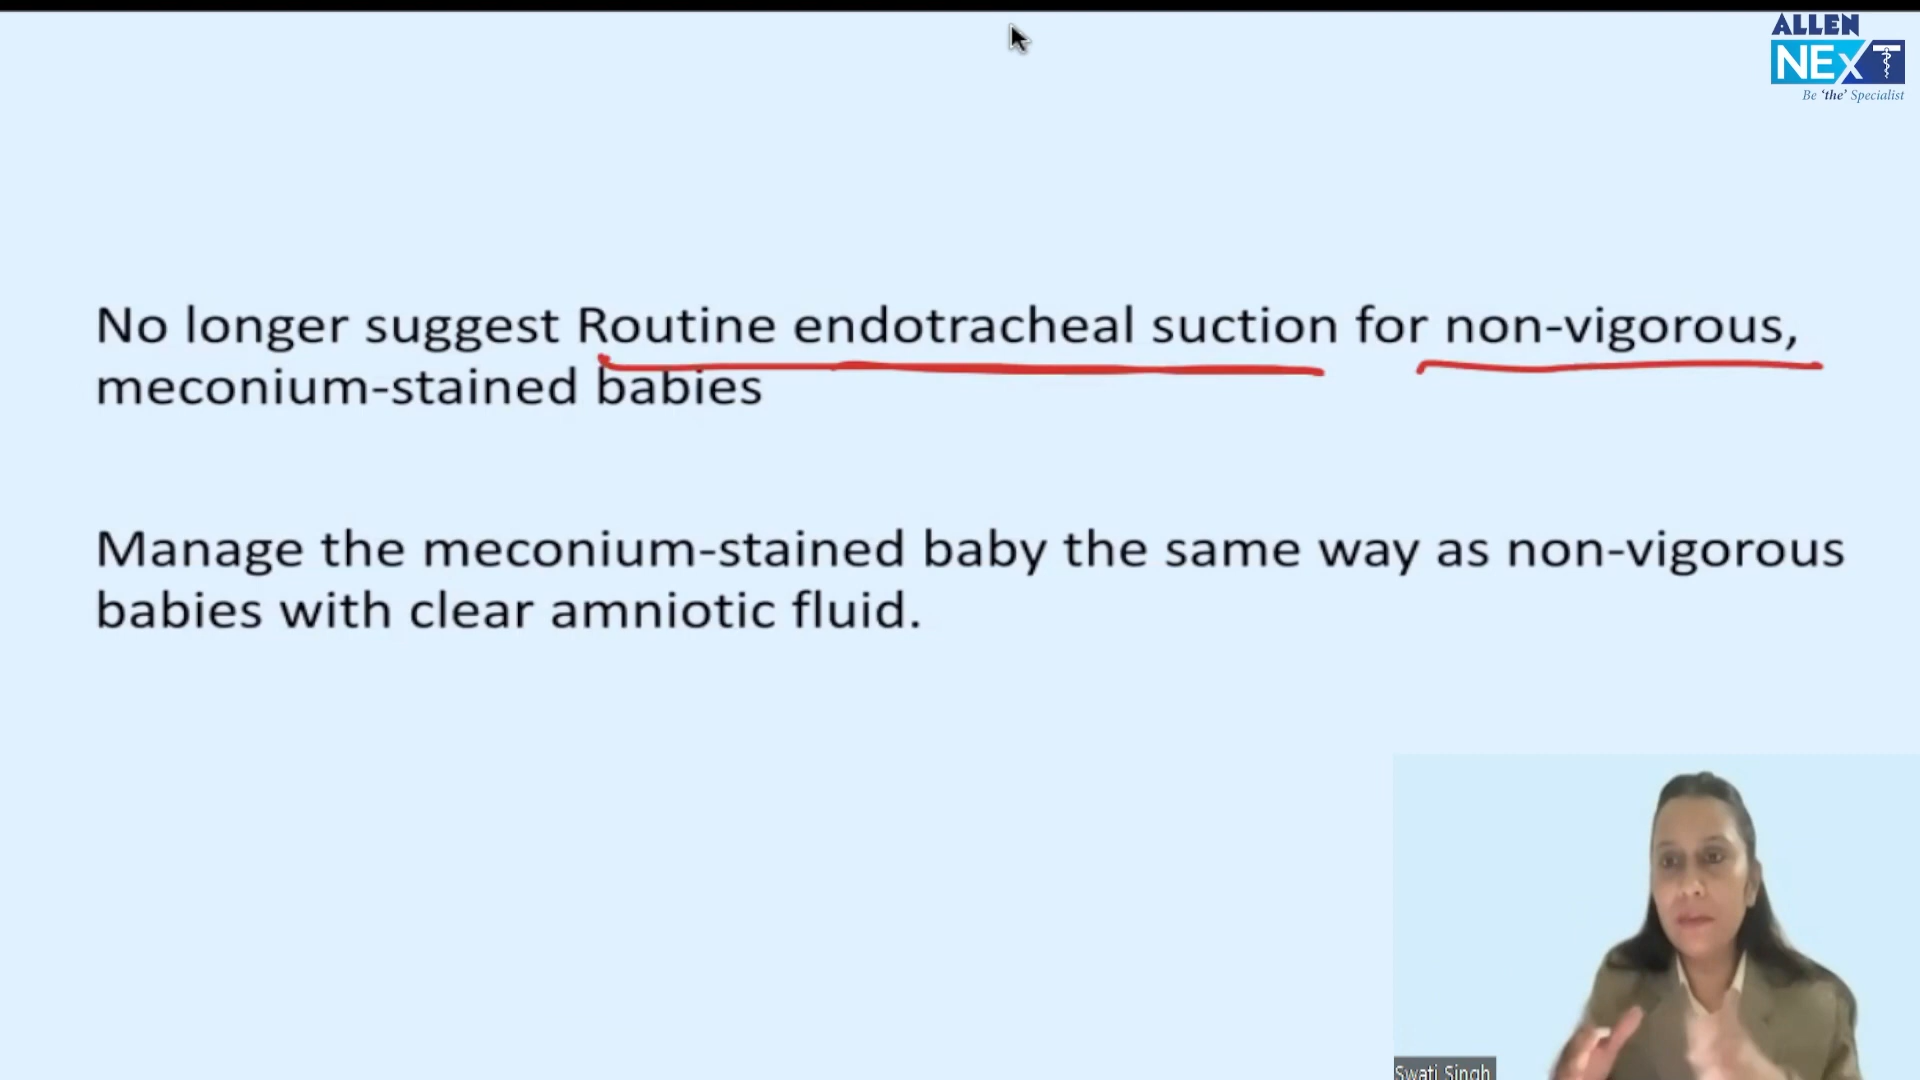 ALLEN
NEXT
Be 'the' Specialist
No longer suggest Routine endotracheal suction for non-vigorous,
meconium-stained babies
Manage the meconium-stained baby the same way as non-vigorous
babies with clear amniotic fluid.
Swati Singh